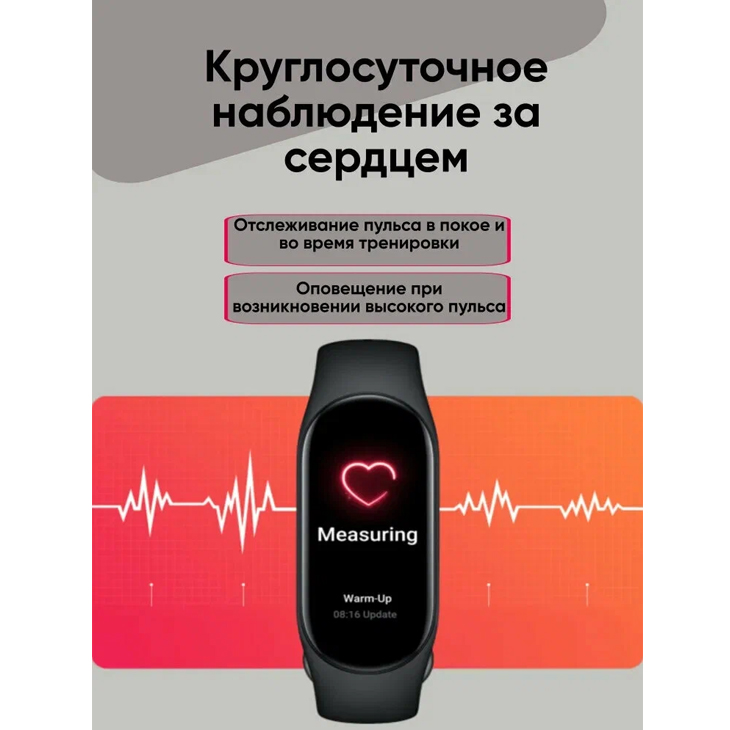 Круглосуточное
наблюдение за
сердцем
Отслеживание пульса в покое и
во время тренировки
Оповещение при
возникновении высокого пульса
Measuring
Warm-Up
08:16 Update